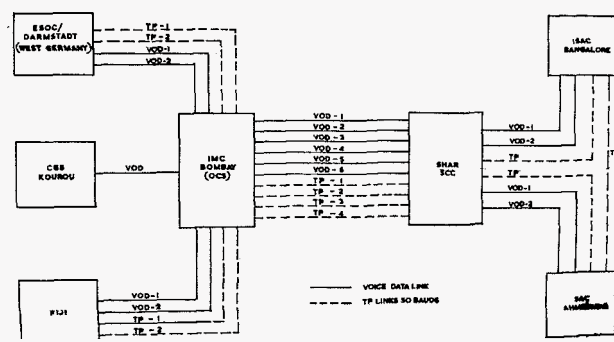 ESOC/
DARMSTADT
(WEST GERMANY)
TP-1
TP-2
VOD-1
VOD-2
CSG
KOUROU
VOD
IMC
BOMBAY
(OCS)
VOD-1
VOD-2
VOD-3
VOD-4
VOD-5
VOD-6
TP-1
TP-2
TP-3
TP-4
SHAR
SCC
ISAC
BANGALORE
VOD-1
VOD-2
TP
TP
VOD-1
VOD-2
T
SAC
FIJI
VOD-1
VOD-2
TP-1
TP-2
VOICE DATA LINK
TP LINKS 50 BAUDS